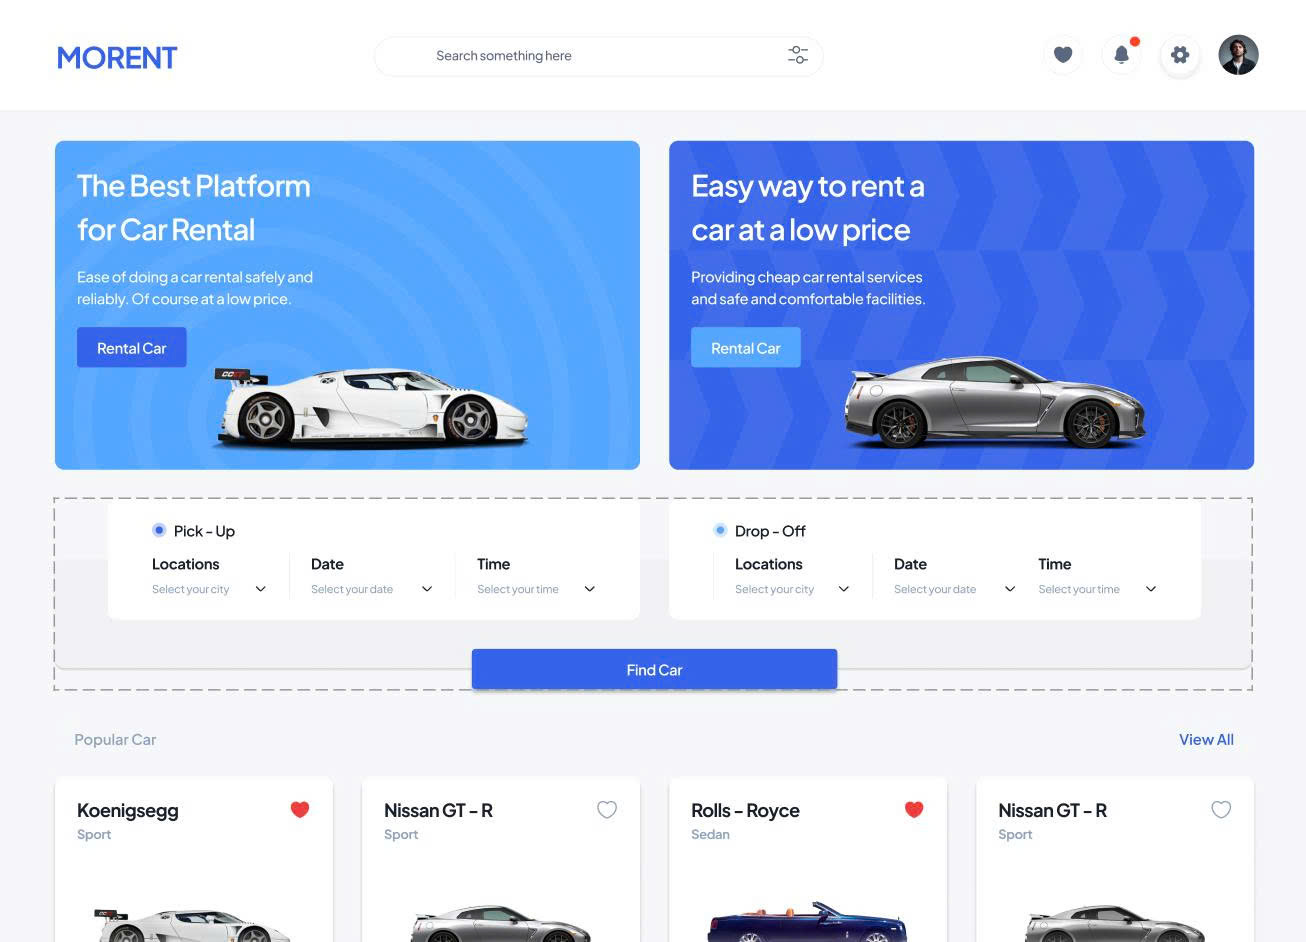 MORENT
Search something here
The Best Platform
for Car Rental
Ease of doing a car rental safely and
reliably. Of course at a low price.
Rental Car
Easy way to rent a
car at a low price
Providing cheap car rental services
and safe and comfortable facilities.
Rental Car
Pick - Up
Locations
Select your city
Date
Select your date
Time
Select your time
Drop - Off
Locations
Select your city
Date
Select your date
Time
Select your time
Find Car
Popular Car
View All
Koenigsegg
Sport
Nissan GT - R
Sport
Rolls - Royce
Sedan
Nissan GT - R
Sport